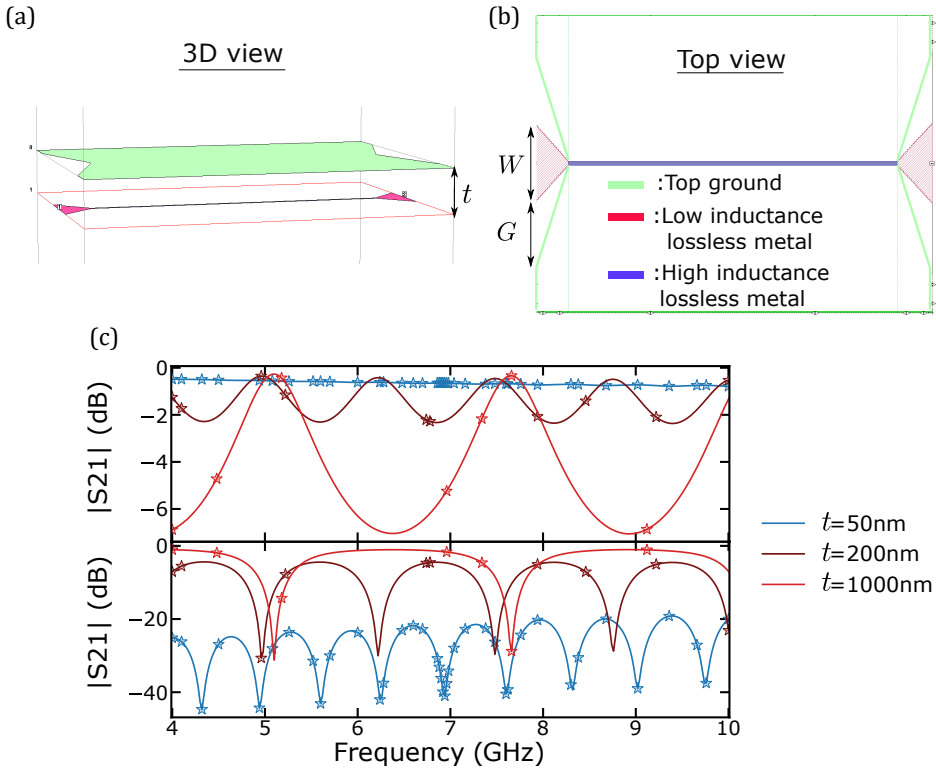 (a)
3D view
t
(b)
Top view
W
G
:Top ground
:Low inductance
lossless metal
:High inductance
lossless metal
(c)
|S21| (dB)
0
−2
−4
−6
|S21| (dB)
0
−20
−40
4 5 6 7 8 9 10
Frequency (GHz)
t=50nm
t=200nm
t=1000nm